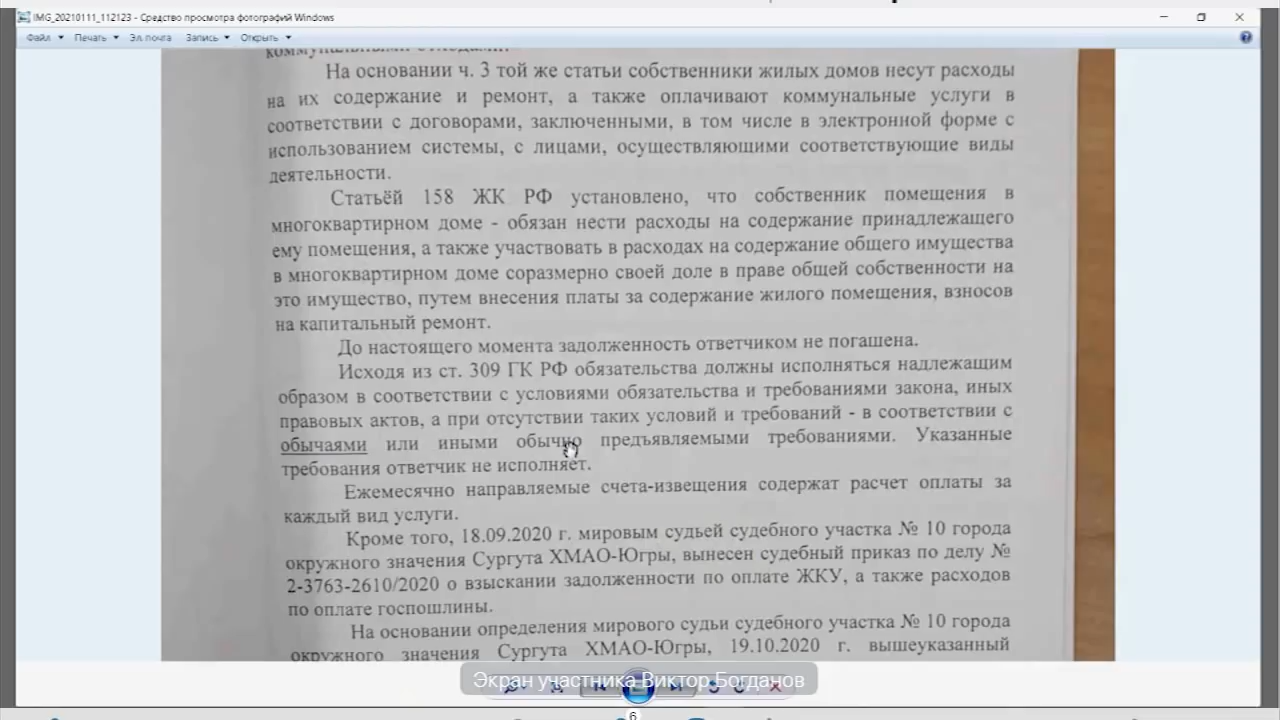 IMG_20210111_112123 - Средство просмотра фотографий Windows
Файл Печать Эл. почта Запись Открыть
На основании ч. 3 той же статьи собственники жилых домов несут расходы
на их содержание и ремонт, а также оплачивают коммунальные услуги в
соответствии с договорами, заключенными, в том числе в электронной форме с
использованием системы, с лицами, осуществляющими соответствующие виды
деятельности.
Статьёй 158 ЖК РФ установлено, что собственник помещения в
многоквартирном доме - обязан нести расходы на содержание принадлежащего
ему помещения, а также участвовать в расходах на содержание общего имущества
в многоквартирном доме соразмерно своей доле в праве общей собственности на
это имущество, путем внесения платы за содержание жилого помещения, взносов
на капитальный ремонт.
До настоящего момента задолженность ответчиком не погашена.
Исходя из ст. 309 ГК РФ обязательства должны исполняться надлежащим
образом в соответствии с условиями обязательства и требованиями закона, иных
правовых актов, а при отсутствии таких условий и требований - в соответствии с
обычаями или иными обычно предъявляемыми требованиями. Указанные
требования ответчик не исполняет.
Ежемесячно направляемые счета-извещения содержат расчет оплаты за
каждый вид услуги.
Кроме того, 18.09.2020 г. мировым судьей судебного участка № 10 города
окружного значения Сургута ХМАО-Югры, вынесен судебный приказ по делу №
2-3763-2610/2020 о взыскании задолженности по оплате ЖКУ, а также расходов
по оплате госпошлины.
На основании определения мирового судьи судебного участка № 10 города
окружного значения Сургута ХМАО-Югры, 19.10.2020 г. вышеуказанный
Экран участника Виктор Богданов
6